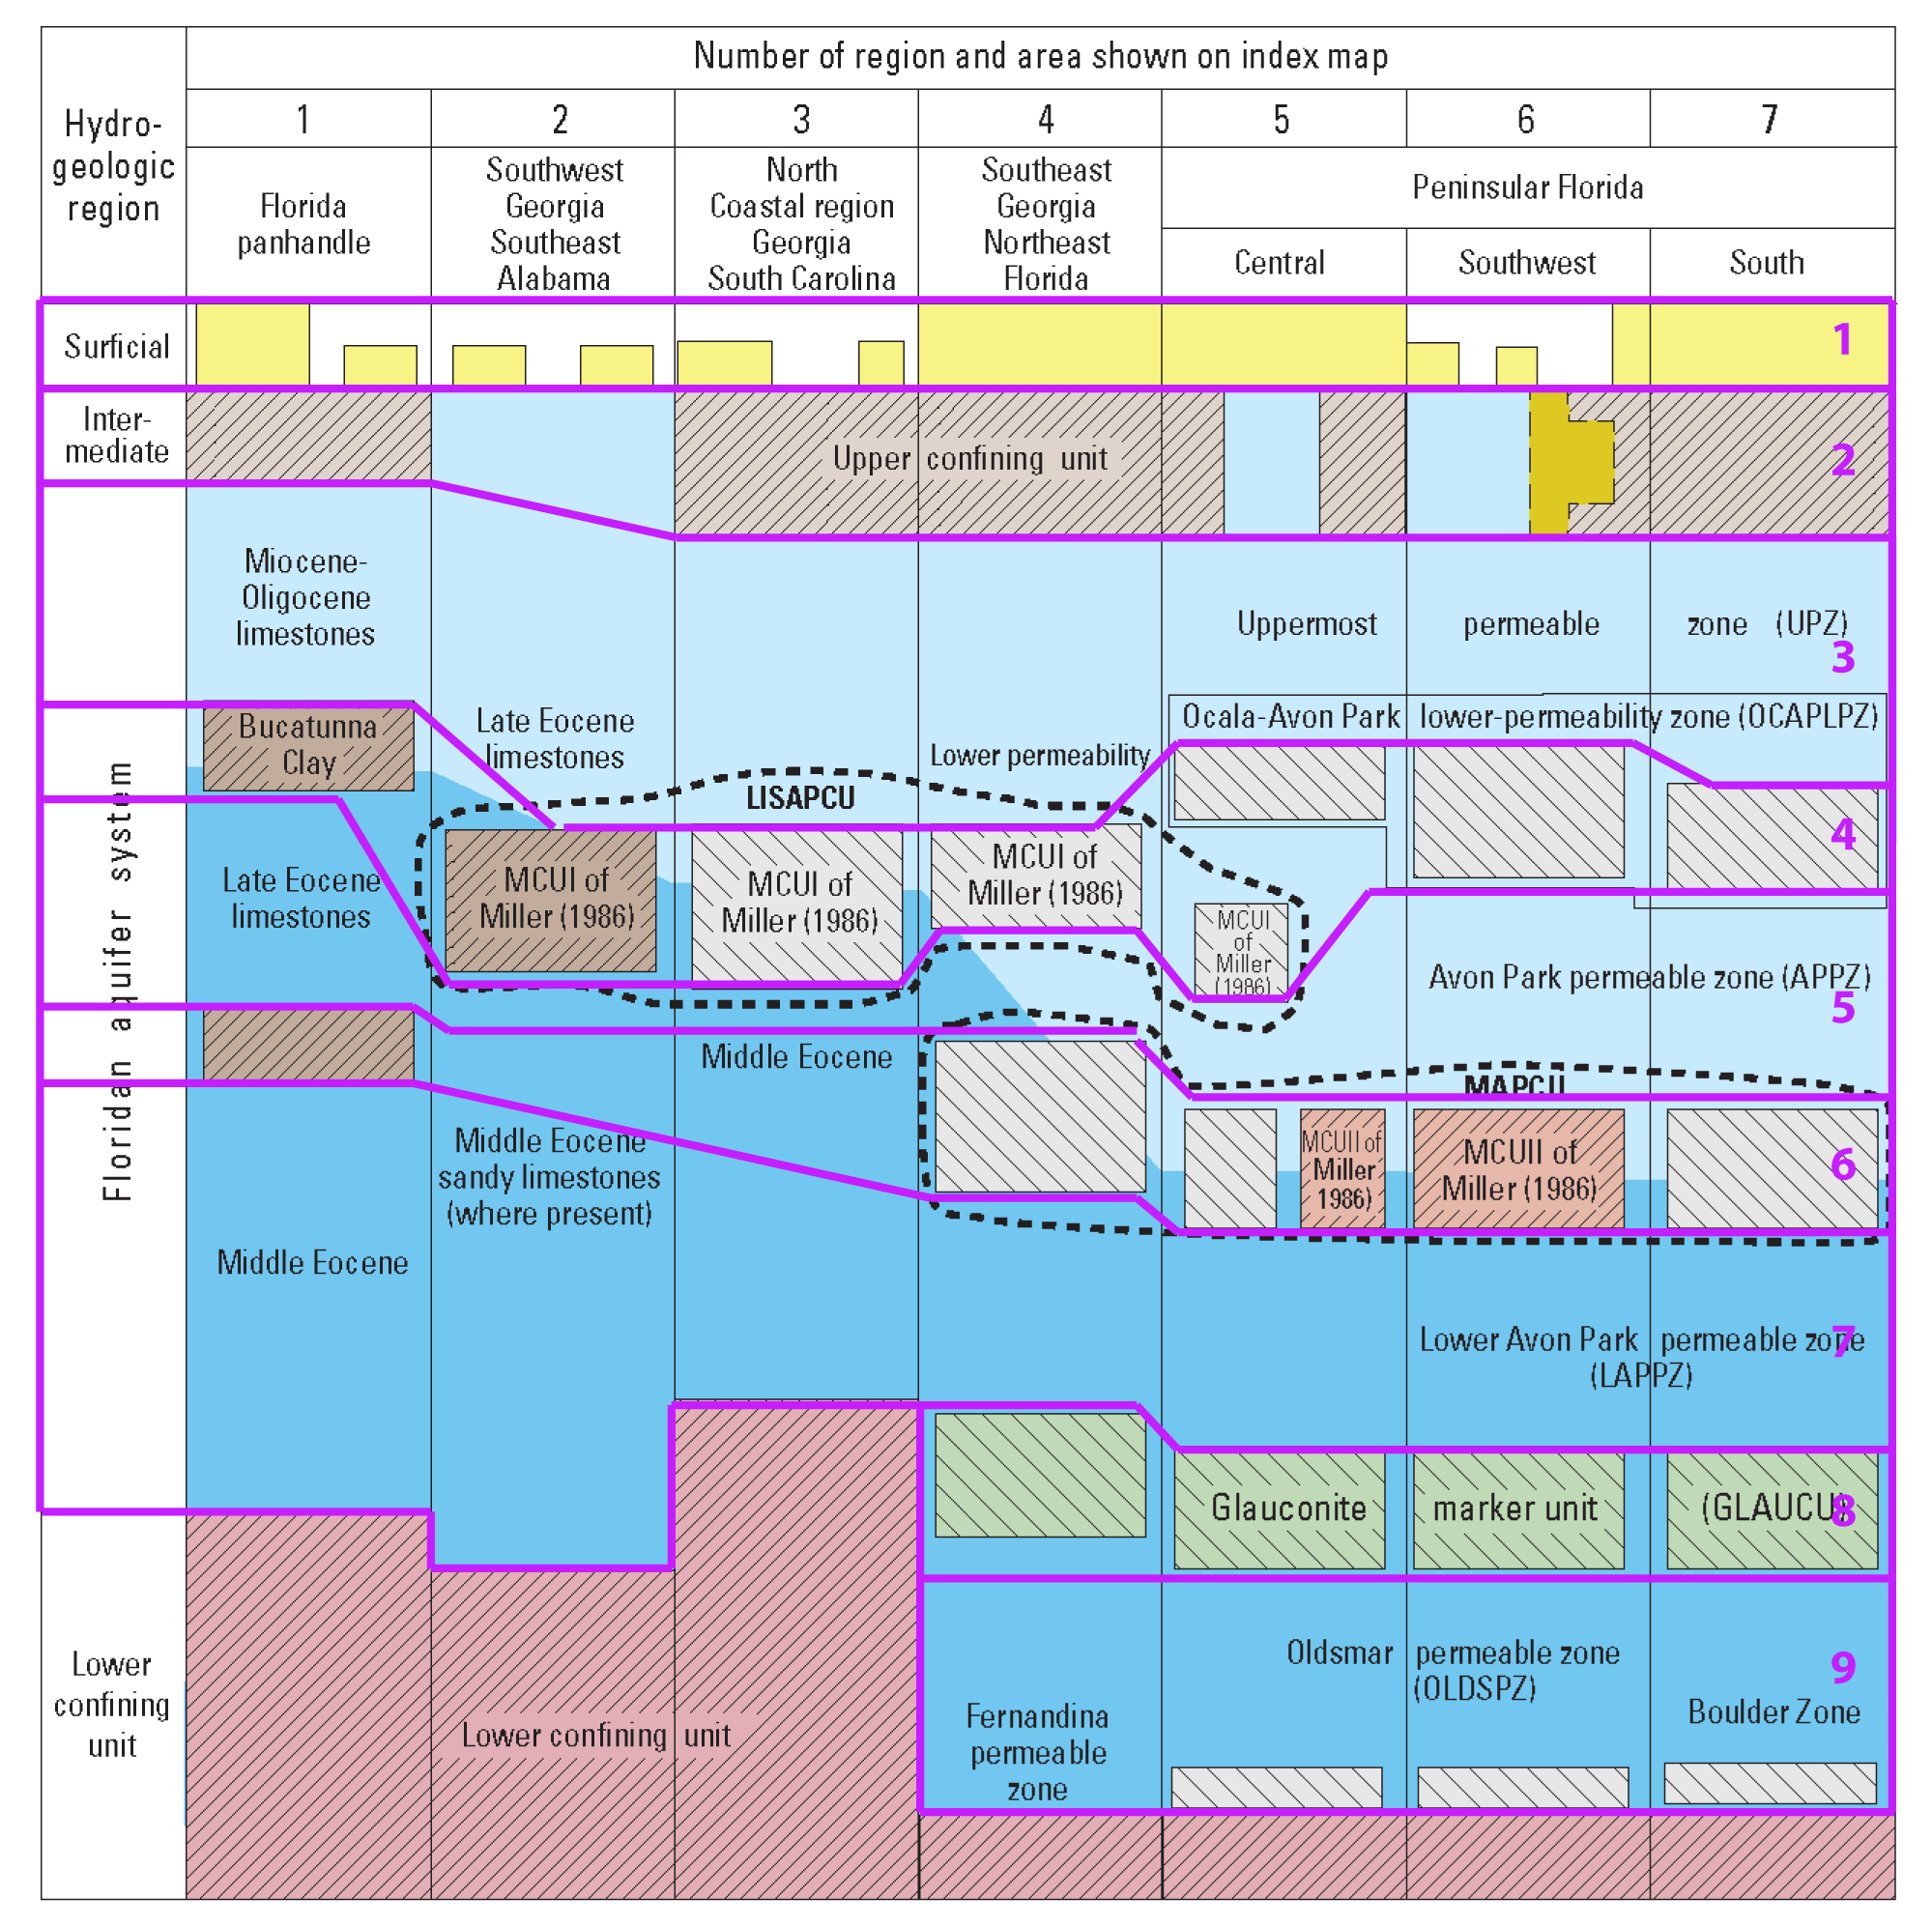 Number of region and area shown on index map
Hydro-
geologic
region
1
2
3
4
5
6
7
Florida
panhandle
Southwest
Georgia
Southeast
Alabama
North
Coastal region
Georgia
South Carolina
Southeast
Georgia
Northeast
Florida
Peninsular Florida
Central
Southwest
South
Surficial
1
Inter-
mediate
Upper confining unit
2
Miocene-
Oligocene
limestones
Uppermost permeable zone (UPZ)
3
Bucatunna
Clay
Late Eocene
limestones
Lower permeability
Ocala-Avon Park lower-permeability zone (OCAPLPZ)
LISAPCU
4
Floridan aquifer system
Late Eocene
limestones
MCUI of
Miller (1986)
MCUI of
Miller (1986)
MCUI of
Miller (1986)
MCUI
of
Miller
(1986)
Avon Park permeable zone (APPZ)
5
Middle Eocene
MAPCU
Middle Eocene
sandy limestones
(where present)
MCUII of
Miller
1986)
MCUII of
Miller (1986)
6
Middle Eocene
Lower Avon Park permeable zone
(LAPPZ)
7
Glauconite marker unit (GLAUCU)
8
Lower
confining
unit
Lower confining unit
Fernandina
permeable
zone
Oldsmar permeable zone
(OLDSPZ)
9
Boulder Zone